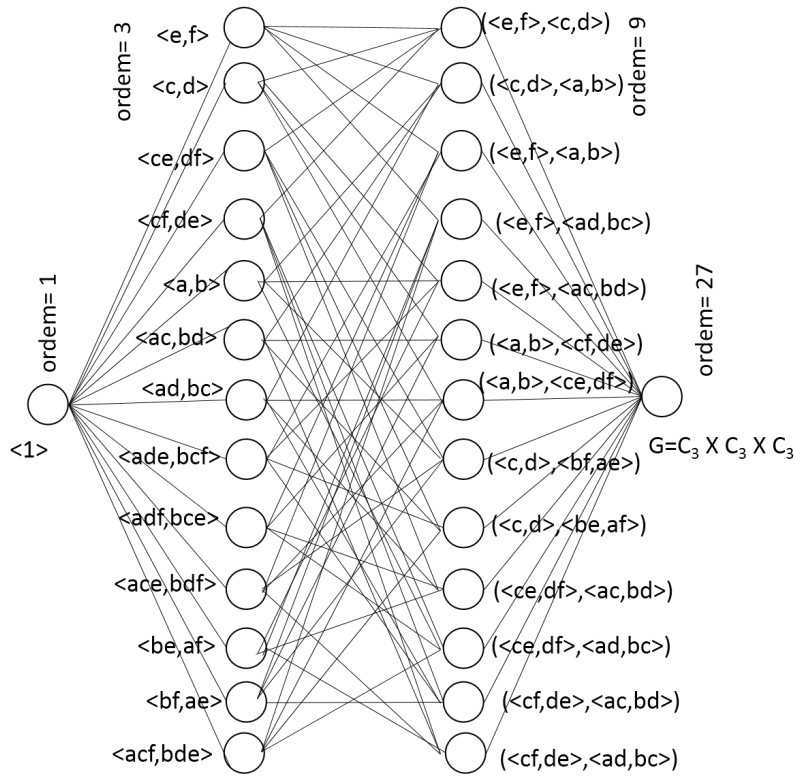 ordem= 1
<1>
ordem= 3
<e,f>
<c,d>
<ce,df>
<cf,de>
<a,b>
<ac,bd>
<ad,bc>
<ade,bcf>
<adf,bce>
<ace,bdf>
<be,af>
<bf,ae>
<acf,bde>
ordem= 9
(<e,f>,<c,d>)
(<c,d>,<a,b>)
(<e,f>,<a,b>)
(<e,f>,<ad,bc>)
(<e,f>,<ac,bd>)
(<a,b>,<cf,de>)
(<a,b>,<ce,df>)
(<c,d>,<bf,ae>)
(<c,d>,<be,af>)
(<ce,df>,<ac,bd>)
(<ce,df>,<ad,bc>)
(<cf,de>,<ac,bd>)
(<cf,de>,<ad,bc>)
ordem= 27
G=C₃ X C₃ X C₃